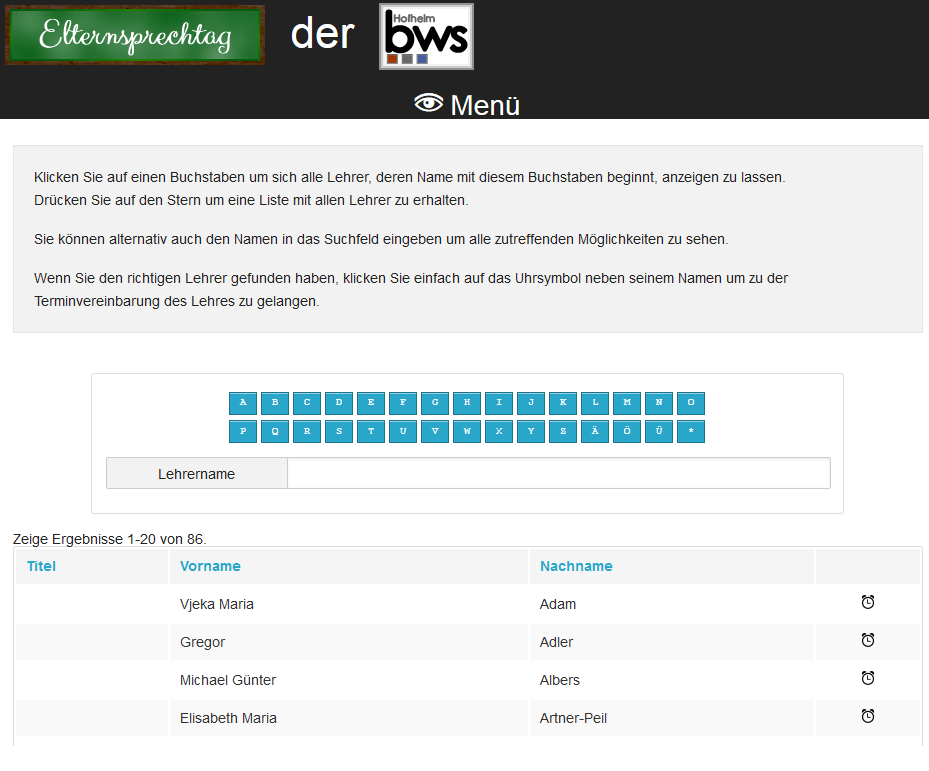 Elternsprechtag der Hofheim bws
Menü
Klicken Sie auf einen Buchstaben um sich alle Lehrer, deren Name mit diesem Buchstaben beginnt, anzeigen zu lassen.
Drücken Sie auf den Stern um eine Liste mit allen Lehrer zu erhalten.
Sie können alternativ auch den Namen in das Suchfeld eingeben um alle zutreffenden Möglichkeiten zu sehen.
Wenn Sie den richtigen Lehrer gefunden haben, klicken Sie einfach auf das Uhrsymbol neben seinem Namen um zu der
Terminvereinbarung des Lehres zu gelangen.
A B C D E F G H I J K L M N O
P Q R S T U V W X Y Z Ä Ö Ü *
Lehrername
Zeige Ergebnisse 1-20 von 86.
Titel Vorname Nachname
Vjeka Maria Adam
Gregor Adler
Michael Günter Albers
Elisabeth Maria Artner-Peil